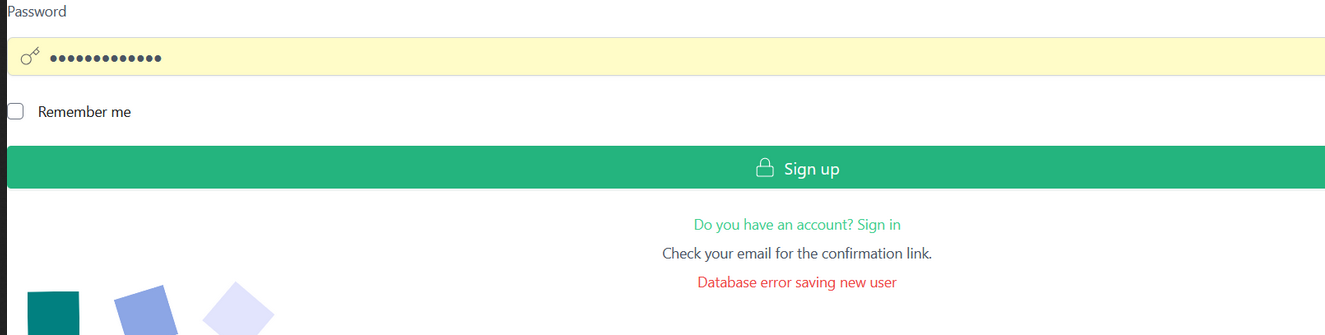 Password
•••••••••••••
Remember me
Sign up
Do you have an account? Sign in
Check your email for the confirmation link.
Database error saving new user